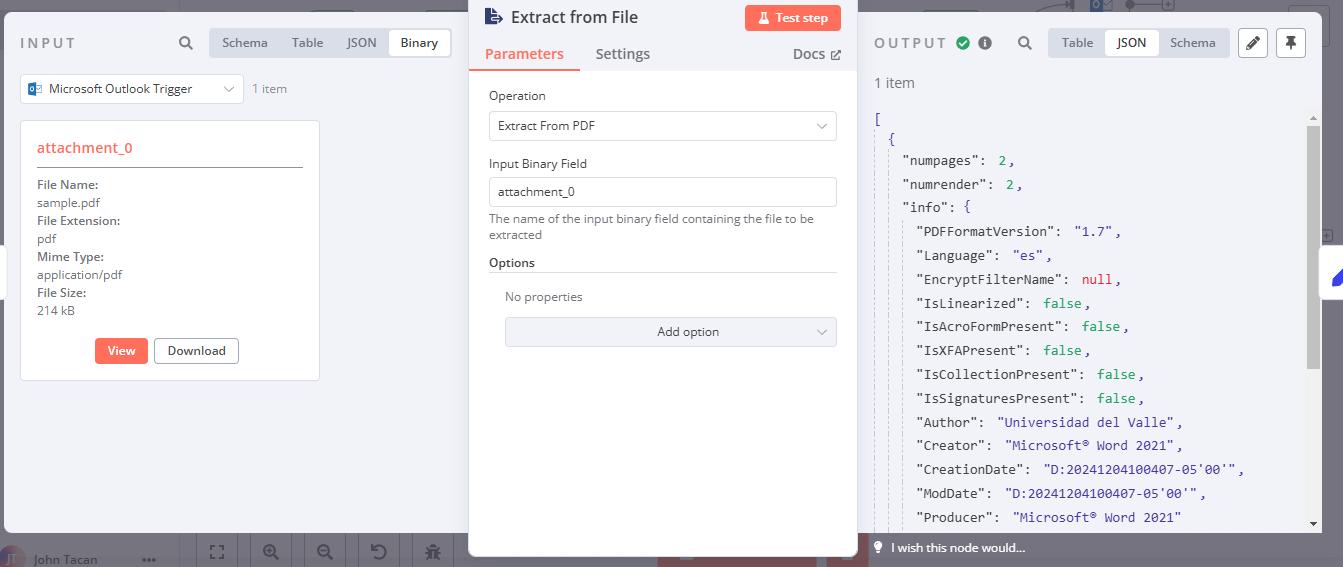 INPUT
Schema
Table
JSON
Binary
Microsoft Outlook Trigger
1 item
attachment_0
File Name:
sample.pdf
File Extension:
pdf
Mime Type:
application/pdf
File Size:
214 kB
View
Download
Extract from File
Test step
Parameters
Settings
Docs
Operation
Extract From PDF
Input Binary Field
attachment_0
The name of the input binary field containing the file to be
extracted
Options
No properties
Add option
OUTPUT
Table
JSON
Schema
1 item
[
{
"numpages": 2,
"numrender": 2,
"info": {
"PDFFormatVersion": "1.7",
"Language": "es",
"EncryptFilterName": null,
"IsLinearized": false,
"IsAcroFormPresent": false,
"IsXFAPresent": false,
"IsCollectionPresent": false,
"IsSignaturesPresent": false,
"Author": "Universidad del Valle",
"Creator": "Microsoft® Word 2021",
"CreationDate": "D:20241204100407-05'00'",
"ModDate": "D:20241204100407-05'00'",
"Producer": "Microsoft® Word 2021"
JT
John Tacan
I wish this node would...